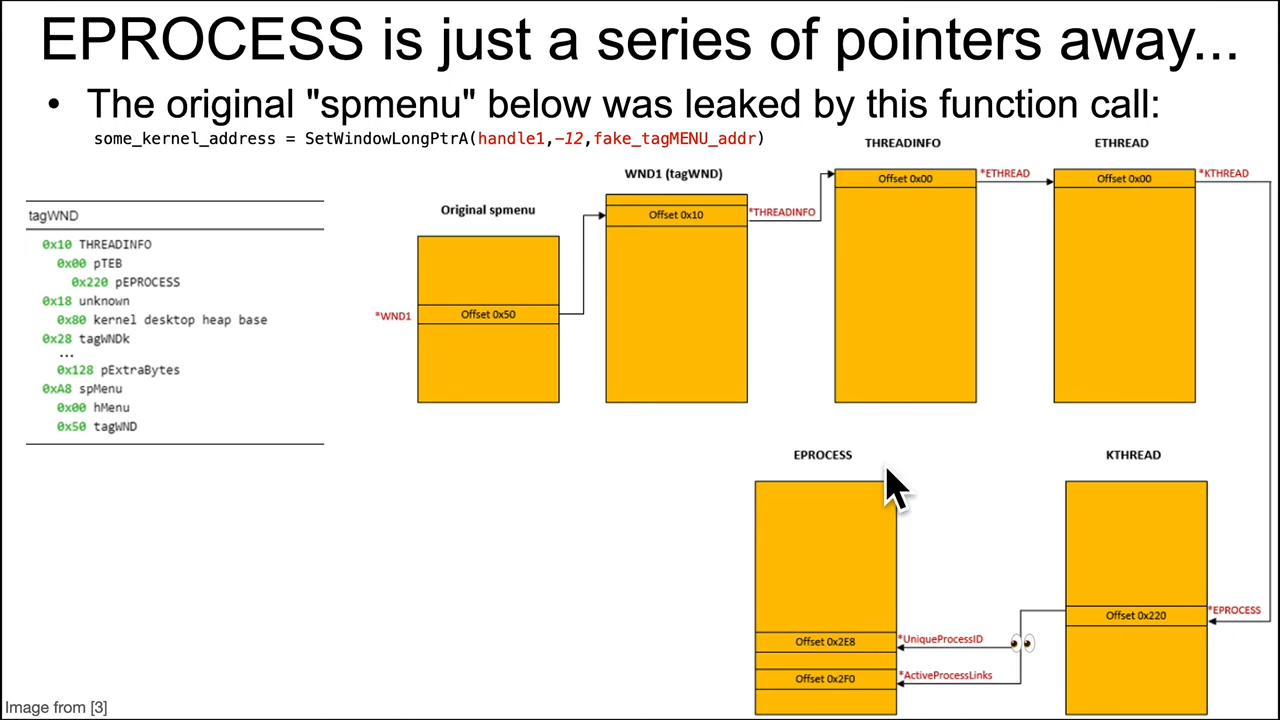 EPROCESS is just a series of pointers away...
• The original "spmenu" below was leaked by this function call:
some_kernel_address = SetWindowLongPtrA(handle1,-12,fake_tagMENU_addr)
tagWND
0x10 THREADINFO
0x00 pTEB
0x220 pEPROCESS
0x18 unknown
0x80 kernel desktop heap base
0x28 tagWNDk
...
0x128 pExtraBytes
0xA8 spMenu
0x00 hMenu
0x50 tagWND
Original spmenu
*WND1
Offset 0x50
WND1 (tagWND)
Offset 0x10
*THREADINFO
THREADINFO
Offset 0x00
*ETHREAD
ETHREAD
Offset 0x00
*KTHREAD
KTHREAD
Offset 0x220
*EPROCESS
EPROCESS
Offset 0x2E8
*UniqueProcessID
Offset 0x2F0
*ActiveProcessLinks
Image from [3]